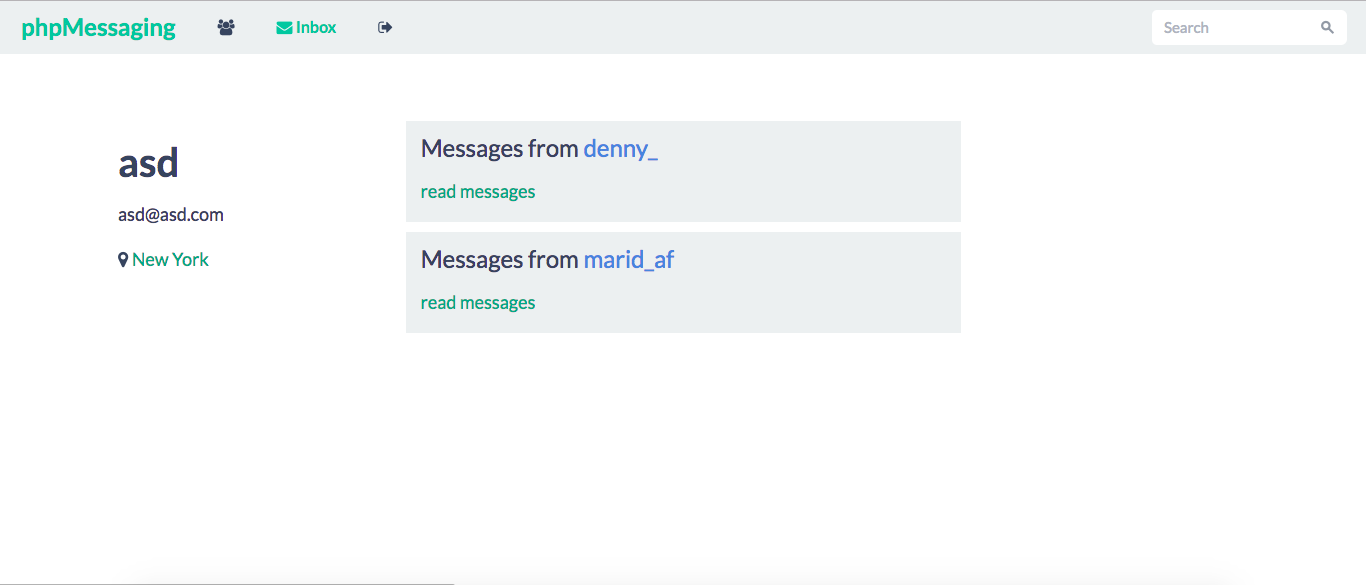 phpMessaging
Inbox
Search
asd
asd@asd.com
New York
Messages from denny_
read messages
Messages from marid_af
read messages